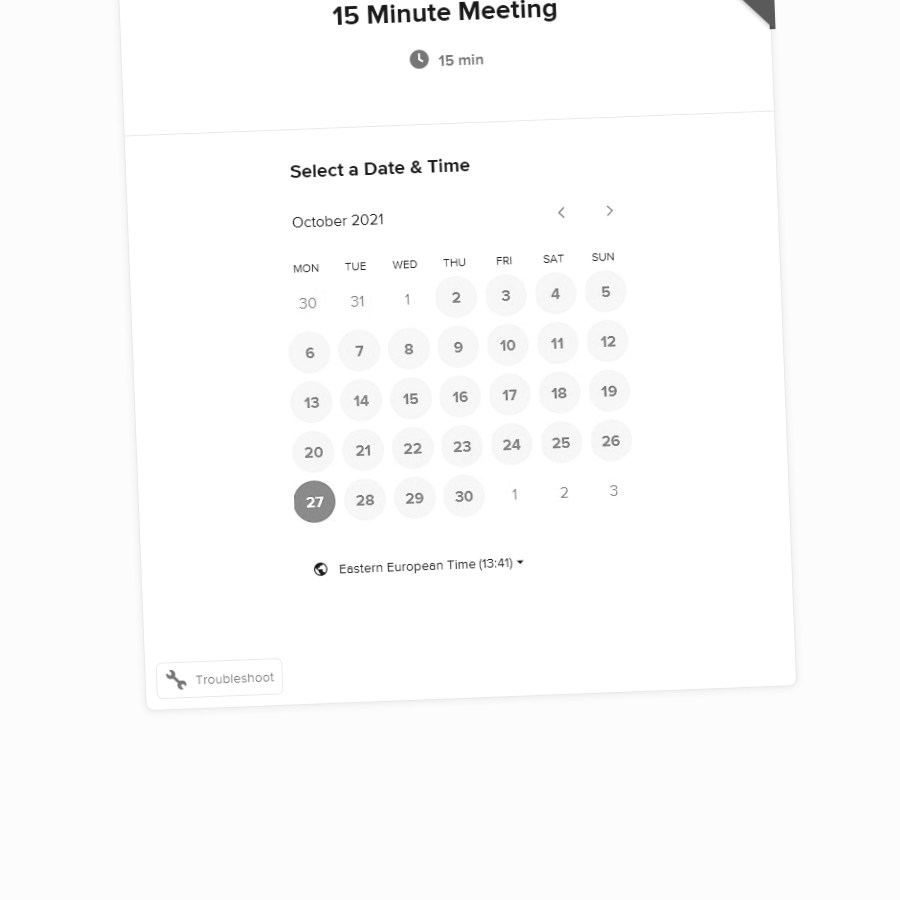 15 Minute Meeting
15 min
Select a Date & Time
October 2021
MON TUE WED THU FRI SAT SUN
30 31 1 2 3 4 5
6 7 8 9 10 11 12
13 14 15 16 17 18 19
20 21 22 23 24 25 26
27 28 29 30 1 2 3
Eastern European Time (13:41)
Troubleshoot